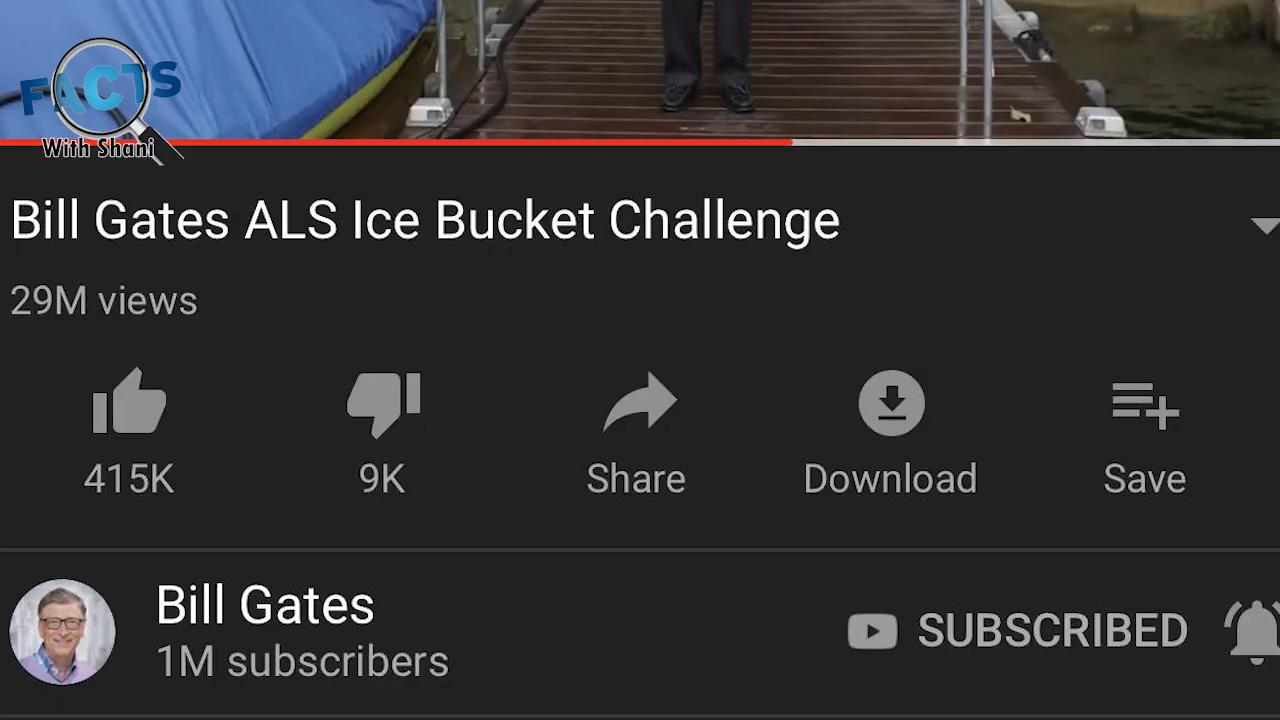 FACTS
With Shani
Bill Gates ALS Ice Bucket Challenge
29M views
415K
9K
Share
Download
Save
Bill Gates
1M subscribers
SUBSCRIBED